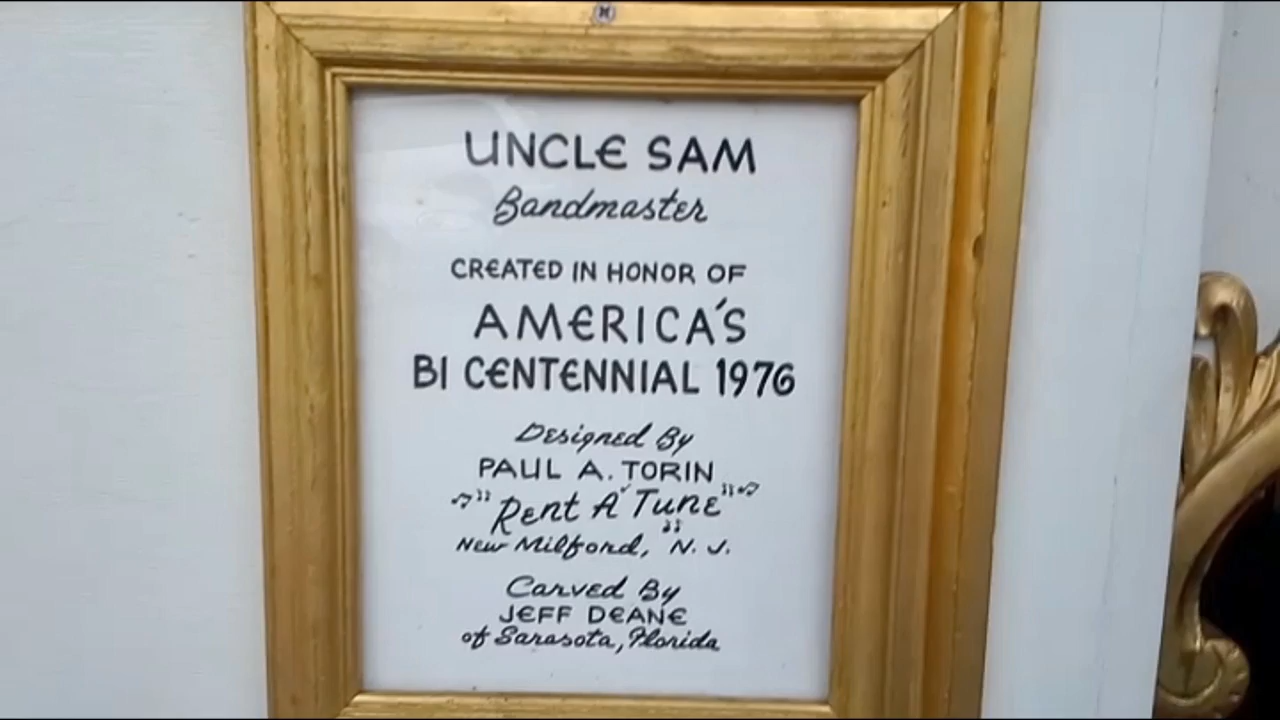 UNCLE SAM
Bandmaster
CREATED IN HONOR OF
AMERICA'S
BI CENTENNIAL 1976
Designed By
PAUL A. TORIN
"Rent A Tune"
New Milford, N. J.
Carved By
JEFF DEANE
of Sarasota, Florida